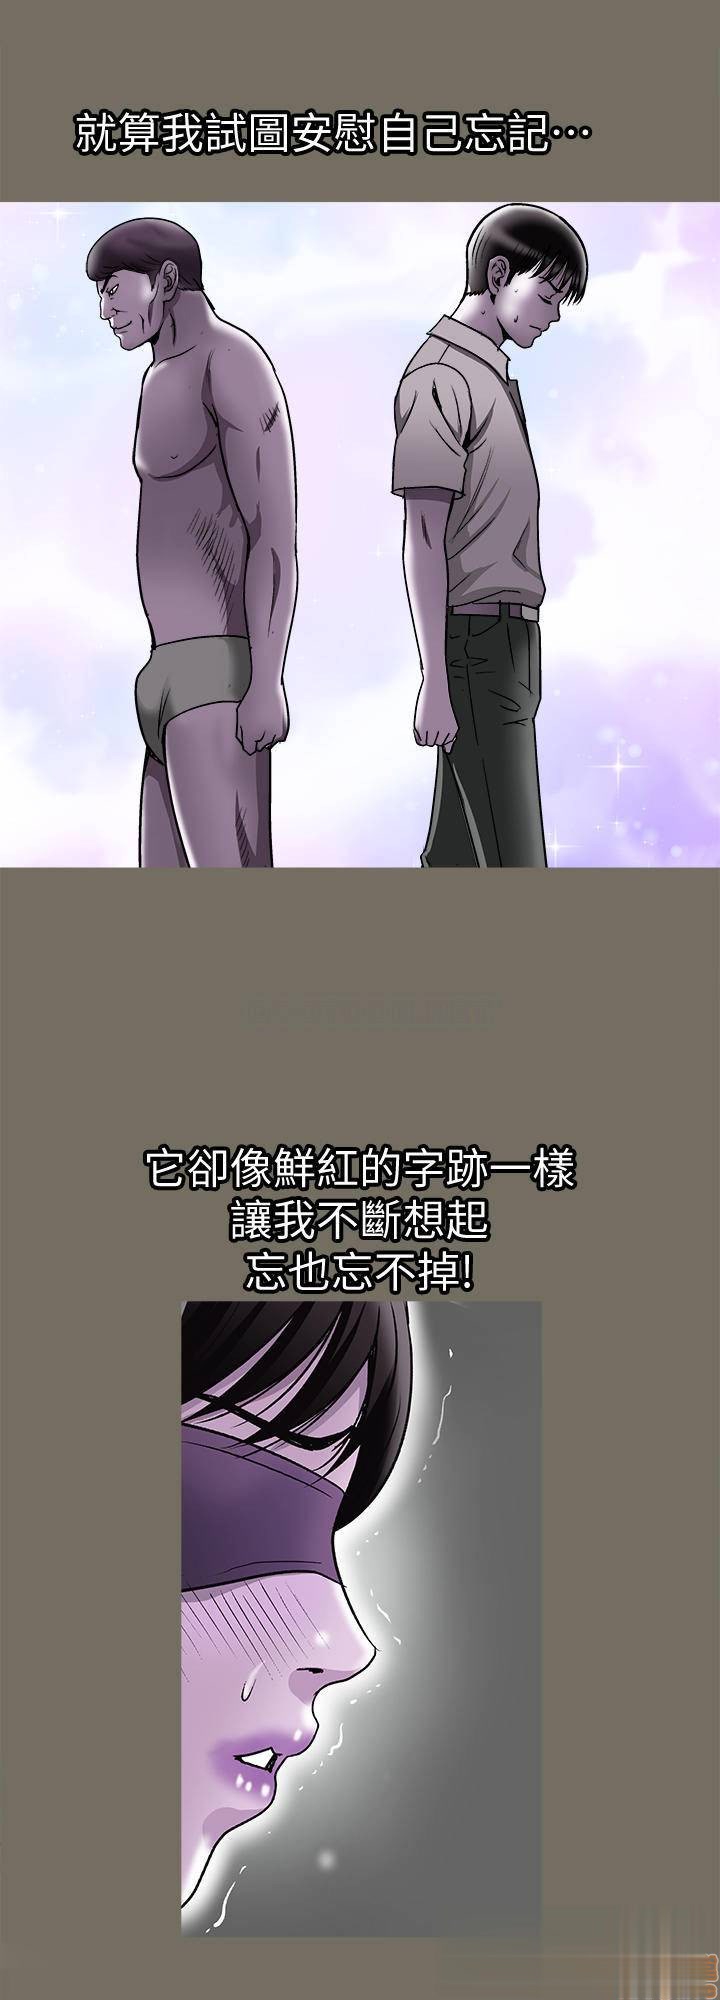 就算我試圖安慰自己忘記⋯
它卻像鮮紅的字跡一樣
讓我不斷想起
忘也忘不掉!